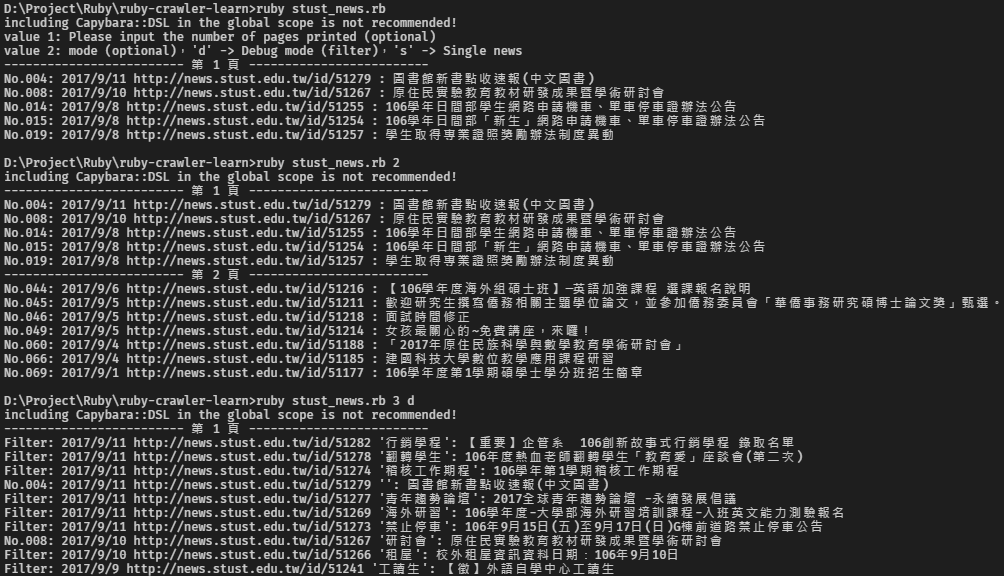 D:\Project\Ruby\ruby-crawler-learn>ruby stust_news.rb
including Capybara::DSL in the global scope is not recommended!
value 1: Please input the number of pages printed (optional)
value 2: mode (optional), 'd' -> Debug mode (filter), 's' -> Single news
------------------------- 第 1 頁 -------------------------
No.004: 2017/9/11 http://news.stust.edu.tw/id/51279 : 圖書館新書點收速報(中文圖書)
No.008: 2017/9/10 http://news.stust.edu.tw/id/51267 : 原住民實驗教育教材研發成果暨學術研討會
No.014: 2017/9/8 http://news.stust.edu.tw/id/51255 : 106學年日間部學生網路申請機車、單車停車證辦法公告
No.015: 2017/9/8 http://news.stust.edu.tw/id/51254 : 106學年日間部「新生」網路申請機車、單車停車證辦法公告
No.019: 2017/9/8 http://news.stust.edu.tw/id/51257 : 學生取得專業證照獎勵辦法制度異動
D:\Project\Ruby\ruby-crawler-learn>ruby stust_news.rb 2
including Capybara::DSL in the global scope is not recommended!
------------------------- 第 1 頁 -------------------------
No.004: 2017/9/11 http://news.stust.edu.tw/id/51279 : 圖書館新書點收速報(中文圖書)
No.008: 2017/9/10 http://news.stust.edu.tw/id/51267 : 原住民實驗教育教材研發成果暨學術研討會
No.014: 2017/9/8 http://news.stust.edu.tw/id/51255 : 106學年日間部學生網路申請機車、單車停車證辦法公告
No.015: 2017/9/8 http://news.stust.edu.tw/id/51254 : 106學年日間部「新生」網路申請機車、單車停車證辦法公告
No.019: 2017/9/8 http://news.stust.edu.tw/id/51257 : 學生取得專業證照獎勵辦法制度異動
------------------------- 第 2 頁 -------------------------
No.044: 2017/9/6 http://news.stust.edu.tw/id/51216 : 【106學年度海外組碩士班】—英語加強課程 選課報名說明
No.045: 2017/9/5 http://news.stust.edu.tw/id/51211 : 歡迎研究生撰寫僑務相關主題學位論文，並參加僑務委員會「華僑事務研究碩博士論文獎」甄選。
No.046: 2017/9/5 http://news.stust.edu.tw/id/51218 : 面試時間修正
No.049: 2017/9/5 http://news.stust.edu.tw/id/51214 : 女孩最關心的~免費講座，來囉！
No.060: 2017/9/4 http://news.stust.edu.tw/id/51188 : 「2017年原住民族科學與數學教育學術研討會」
No.066: 2017/9/4 http://news.stust.edu.tw/id/51185 : 建國科技大學數位教學應用課程研習
No.069: 2017/9/1 http://news.stust.edu.tw/id/51177 : 106學年度第1學期碩學士學分班招生簡章
D:\Project\Ruby\ruby-crawler-learn>ruby stust_news.rb 3 d
including Capybara::DSL in the global scope is not recommended!
------------------------- 第 1 頁 -------------------------
Filter: 2017/9/11 http://news.stust.edu.tw/id/51282 '行銷學程': 【重要】企管系  106創新故事式行銷學程 錄取名單
Filter: 2017/9/11 http://news.stust.edu.tw/id/51278 '翻轉學生': 106年度熱血老師翻轉學生「教育愛」座談會(第二次)
Filter: 2017/9/11 http://news.stust.edu.tw/id/51274 '稽核工作期程': 106學年第1學期稽核工作期程
No.004: 2017/9/11 http://news.stust.edu.tw/id/51279 '': 圖書館新書點收速報(中文圖書)
Filter: 2017/9/11 http://news.stust.edu.tw/id/51277 '青年趨勢論壇': 2017全球青年趨勢論壇 -永續發展倡議
Filter: 2017/9/11 http://news.stust.edu.tw/id/51269 '海外研習': 106學年度-大學部海外研習培訓課程-入班英文能力測驗報名
Filter: 2017/9/11 http://news.stust.edu.tw/id/51273 '禁止停車': 106年9月15日(五)至9月17日(日)G棟前道路禁止停車公告
No.008: 2017/9/10 http://news.stust.edu.tw/id/51267 '研討會': 原住民實驗教育教材研發成果暨學術研討會
Filter: 2017/9/10 http://news.stust.edu.tw/id/51266 '租屋': 校外租屋資訊資料日期：106年9月10日
Filter: 2017/9/9 http://news.stust.edu.tw/id/51241 '工讀生': 【徵】外語自學中心工讀生